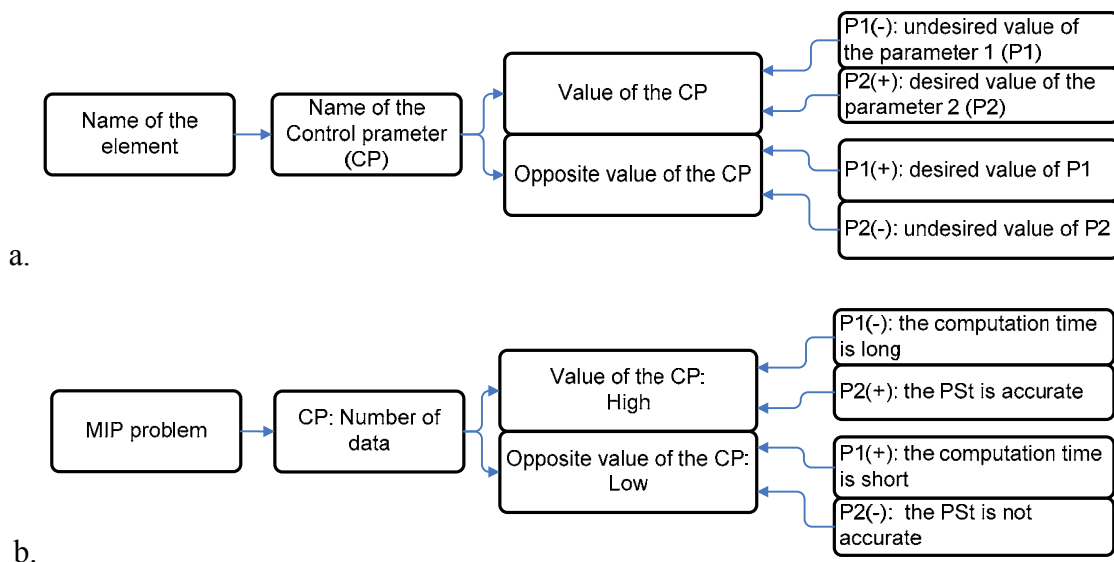 Name of the
element
Name of the
Control prameter
(CP)
Value of the CP
Opposite value of the CP
P1(-): undesired value of
the parameter 1 (P1)
P2(+): desired value of the
parameter 2 (P2)
P1(+): desired value of P1
P2(-): undesired value of P2
a.
MIP problem
CP: Number of
data
Value of the CP:
High
Opposite value of the CP:
Low
P1(-): the computation time
is long
P2(+): the PSt is accurate
P1(+): the computation time
is short
P2(-): the PSt is not
accurate
b.